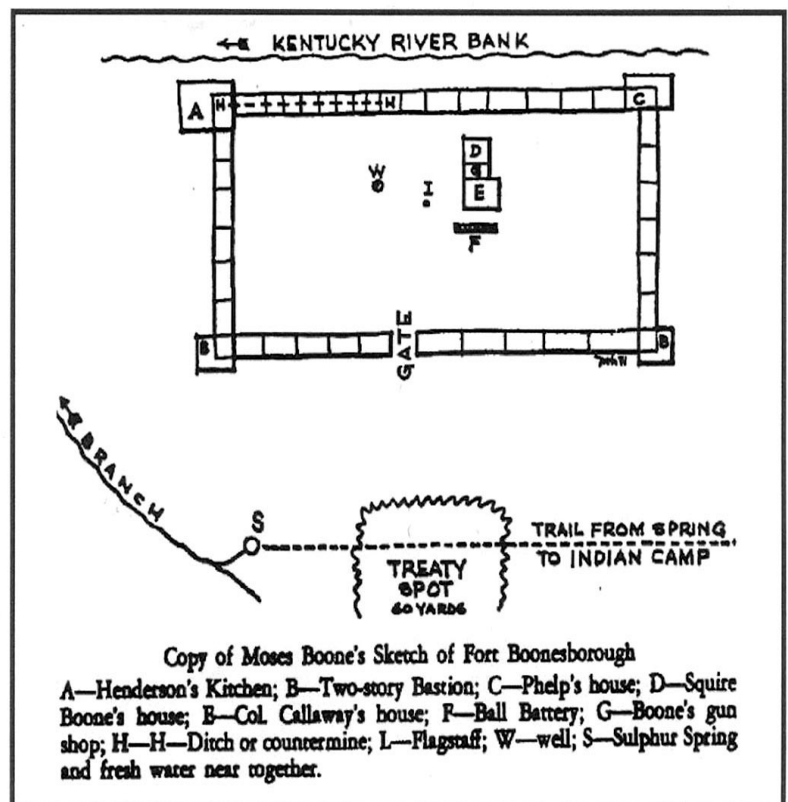 KENTUCKY RIVER BANK
A
H
H
C
D
G
E
W
I
F
B
GATE
B
BRANCH
S
TRAIL FROM SPRING
TO INDIAN CAMP
TREATY
SPOT
60 YARDS
Copy of Moses Boone's Sketch of Fort Boonesborough
A—Henderson's Kitchen; B—Two-story Bastion; C—Phelp's house; D—Squire
Boone's house; B—Col. Callaway's house; F—Ball Battery; G—Boone's gun
shop; H—H—Ditch or countermine; L—Flagstaff; W—well; S—Sulphur Spring
and fresh water near together.